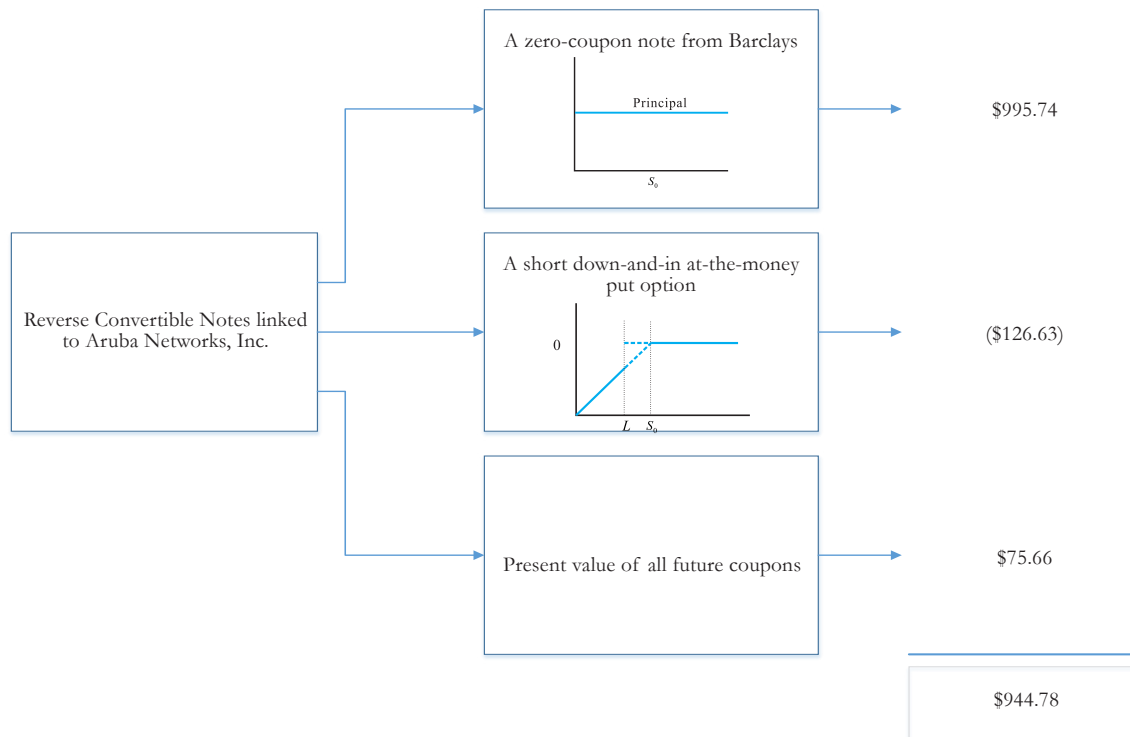 A zero-coupon note from Barclays
Principal
S₀
$995.74
Reverse Convertible Notes linked
to Aruba Networks, Inc.
A short down-and-in at-the-money
put option
0
L S₀
($126.63)
Present value of all future coupons
$75.66
$944.78